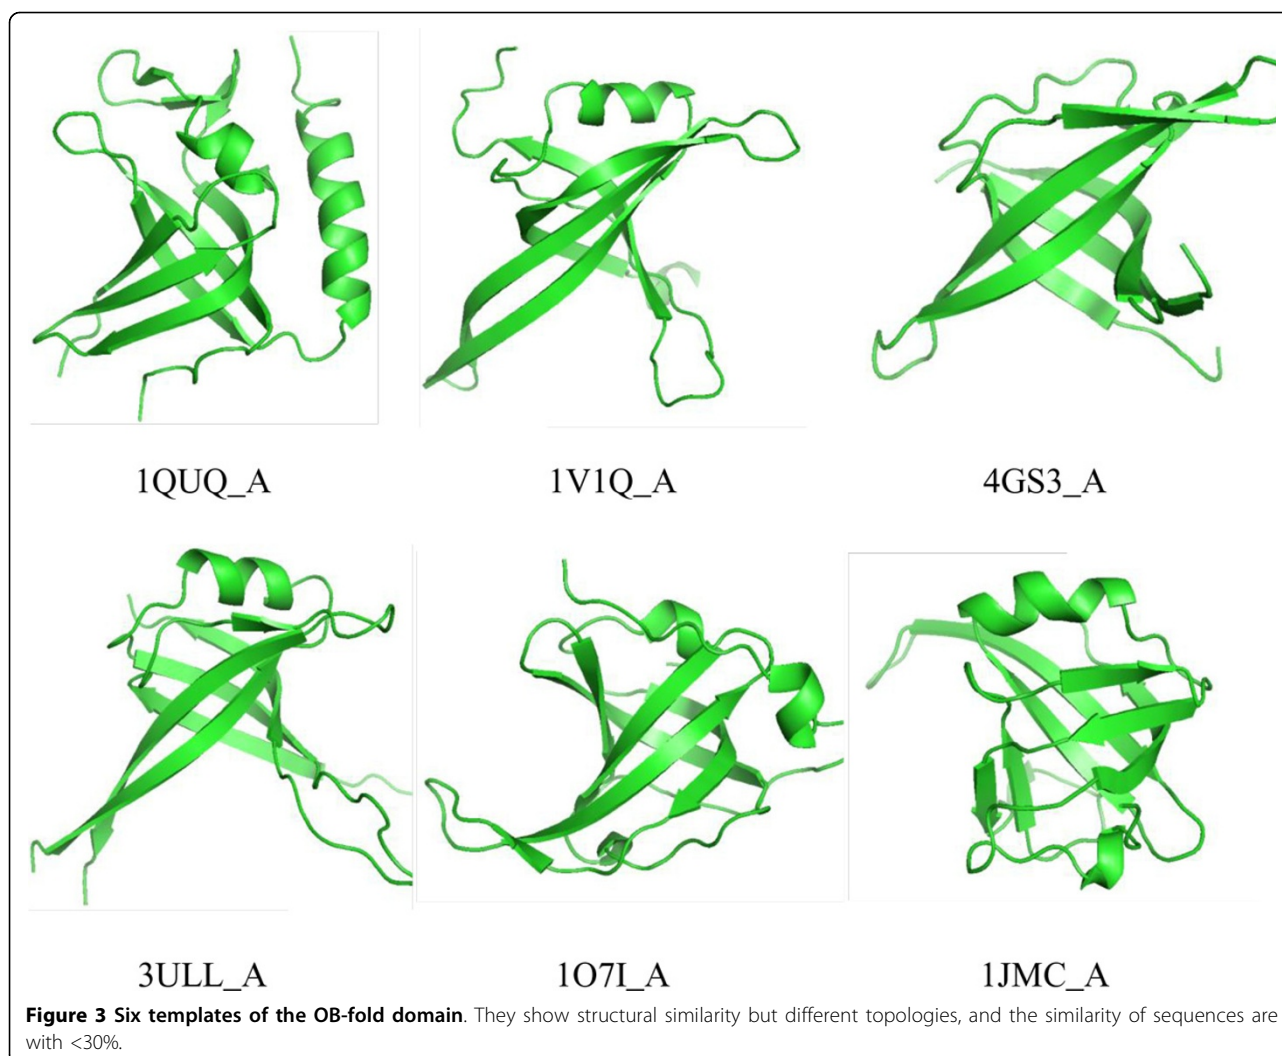 1QUQ_A 1V1Q_A 4GS3_A
3ULL_A 1O7I_A 1JMC_A
Figure 3 Six templates of the OB-fold domain. They show structural similarity but different topologies, and the similarity of sequences are
with <30%.